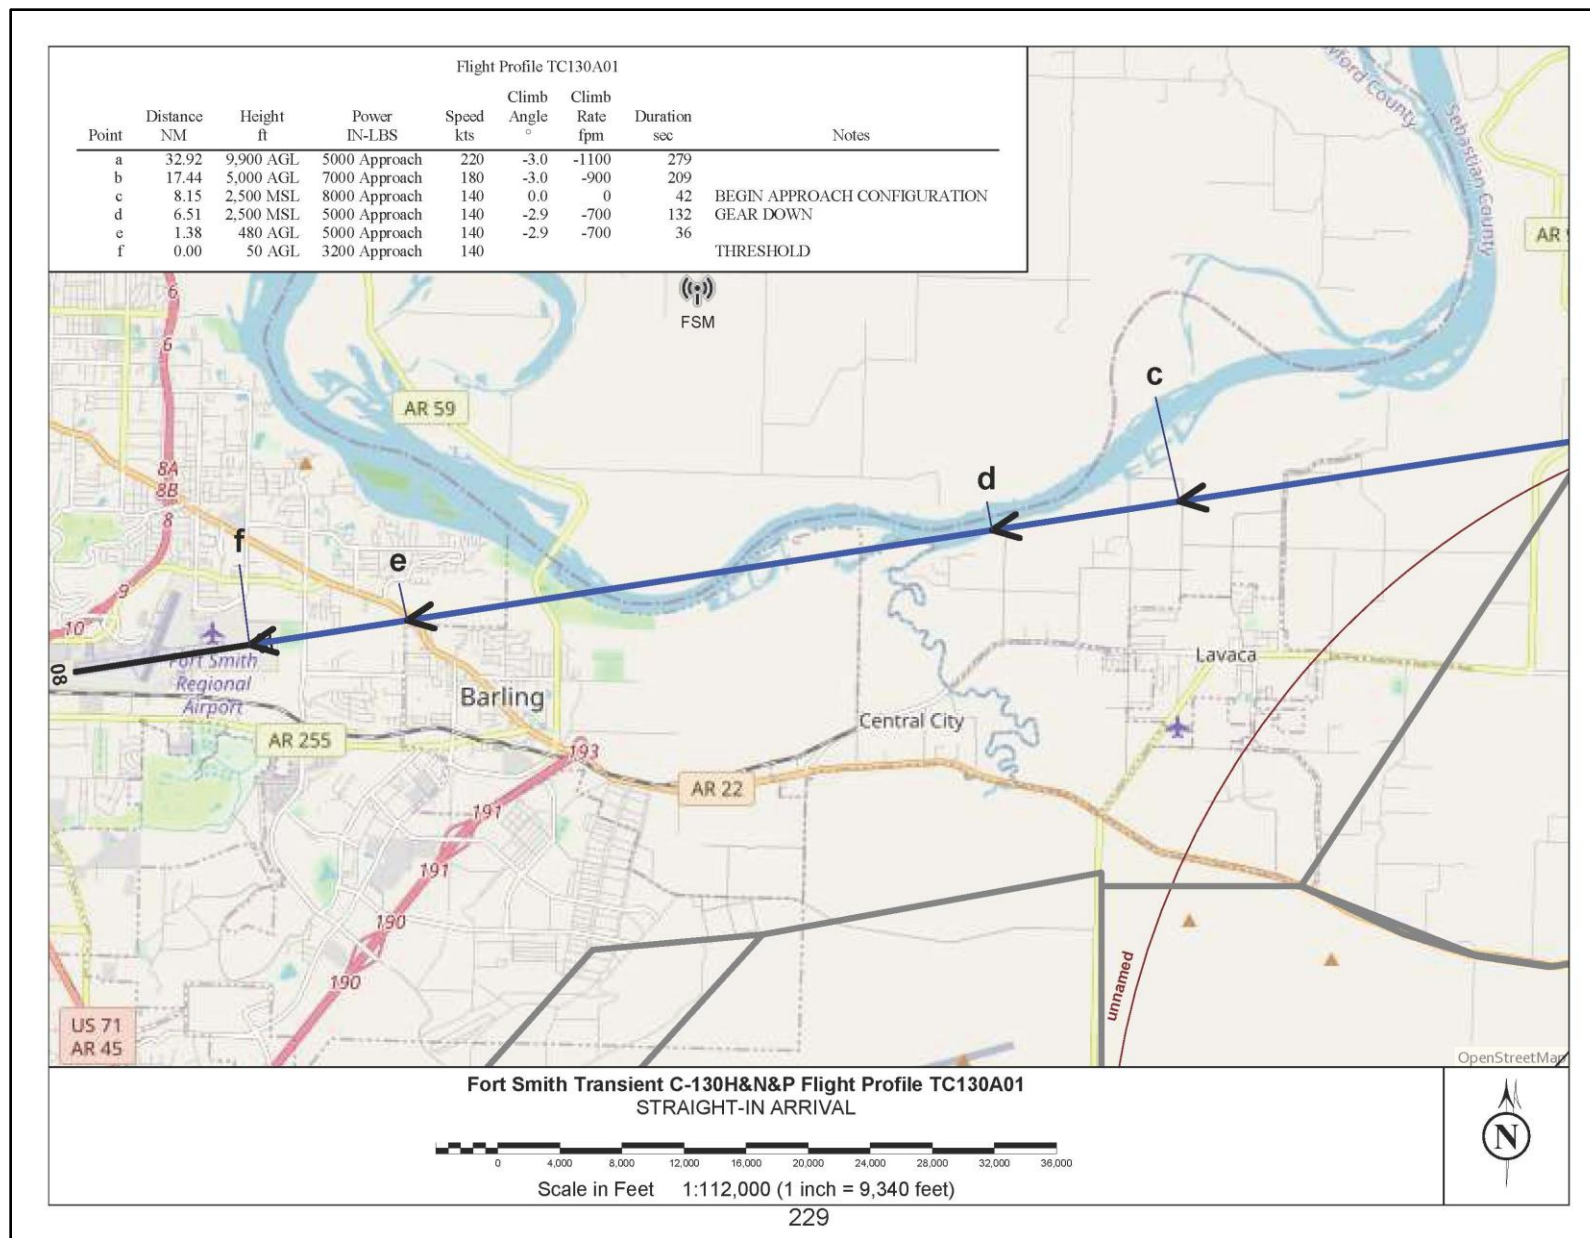 Flight Profile TC130A01
Point Distance NM Height ft Power IN-LBS Speed kts Climb Angle ° Climb Rate fpm Duration sec Notes
a 32.92 9,900 AGL 5000 Approach 220 -3.0 -1100 279
b 17.44 5,000 AGL 7000 Approach 180 -3.0 -900 209
c 8.15 2,500 MSL 8000 Approach 140 0.0 0 42 BEGIN APPROACH CONFIGURATION
d 6.51 2,500 MSL 5000 Approach 140 -2.9 -700 132 GEAR DOWN
e 1.38 480 AGL 5000 Approach 140 -2.9 -700 36
f 0.00 50 AGL 3200 Approach 140 THRESHOLD
Sebastian County
AR
FSM
6
6
AR 59
c
8A
8B
8
d
f
e
9
10
08
Fort Smith
Regional
Airport
Lavaca
Barling
Central City
AR 255
193
AR 22
191
191
190
190
unnamed
US 71
AR 45
OpenStreetMap
Fort Smith Transient C-130H&N&P Flight Profile TC130A01
STRAIGHT-IN ARRIVAL
0 4,000 8,000 12,000 16,000 20,000 24,000 28,000 32,000 36,000
Scale in Feet 1:112,000 (1 inch = 9,340 feet)
N
229